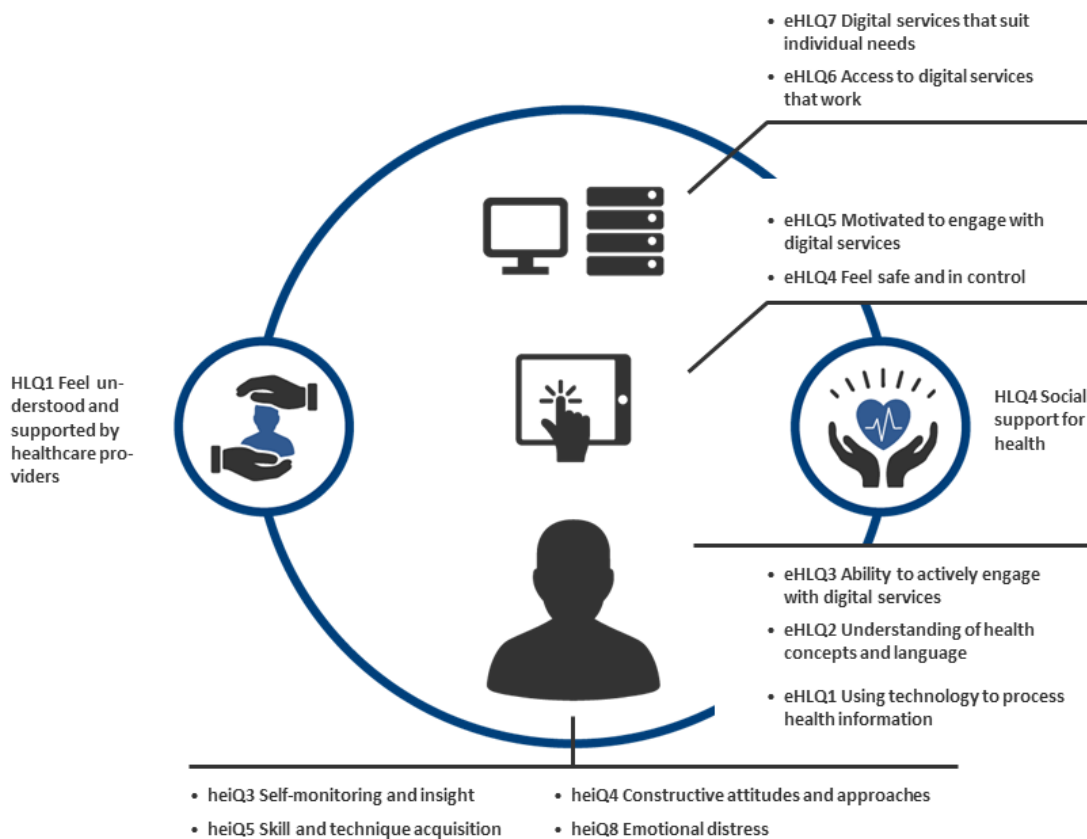 • eHLQ7 Digital services that suit
individual needs
• eHLQ6 Access to digital services
that work
• eHLQ5 Motivated to engage with
digital services
• eHLQ4 Feel safe and in control
HLQ1 Feel un-
derstood and
supported by
healthcare pro-
viders
HLQ4 Social
support for
health
• eHLQ3 Ability to actively engage
with digital services
• eHLQ2 Understanding of health
concepts and language
• eHLQ1 Using technology to process
health information
• heiQ3 Self-monitoring and insight
• heiQ5 Skill and technique acquisition
• heiQ4 Constructive attitudes and approaches
• heiQ8 Emotional distress